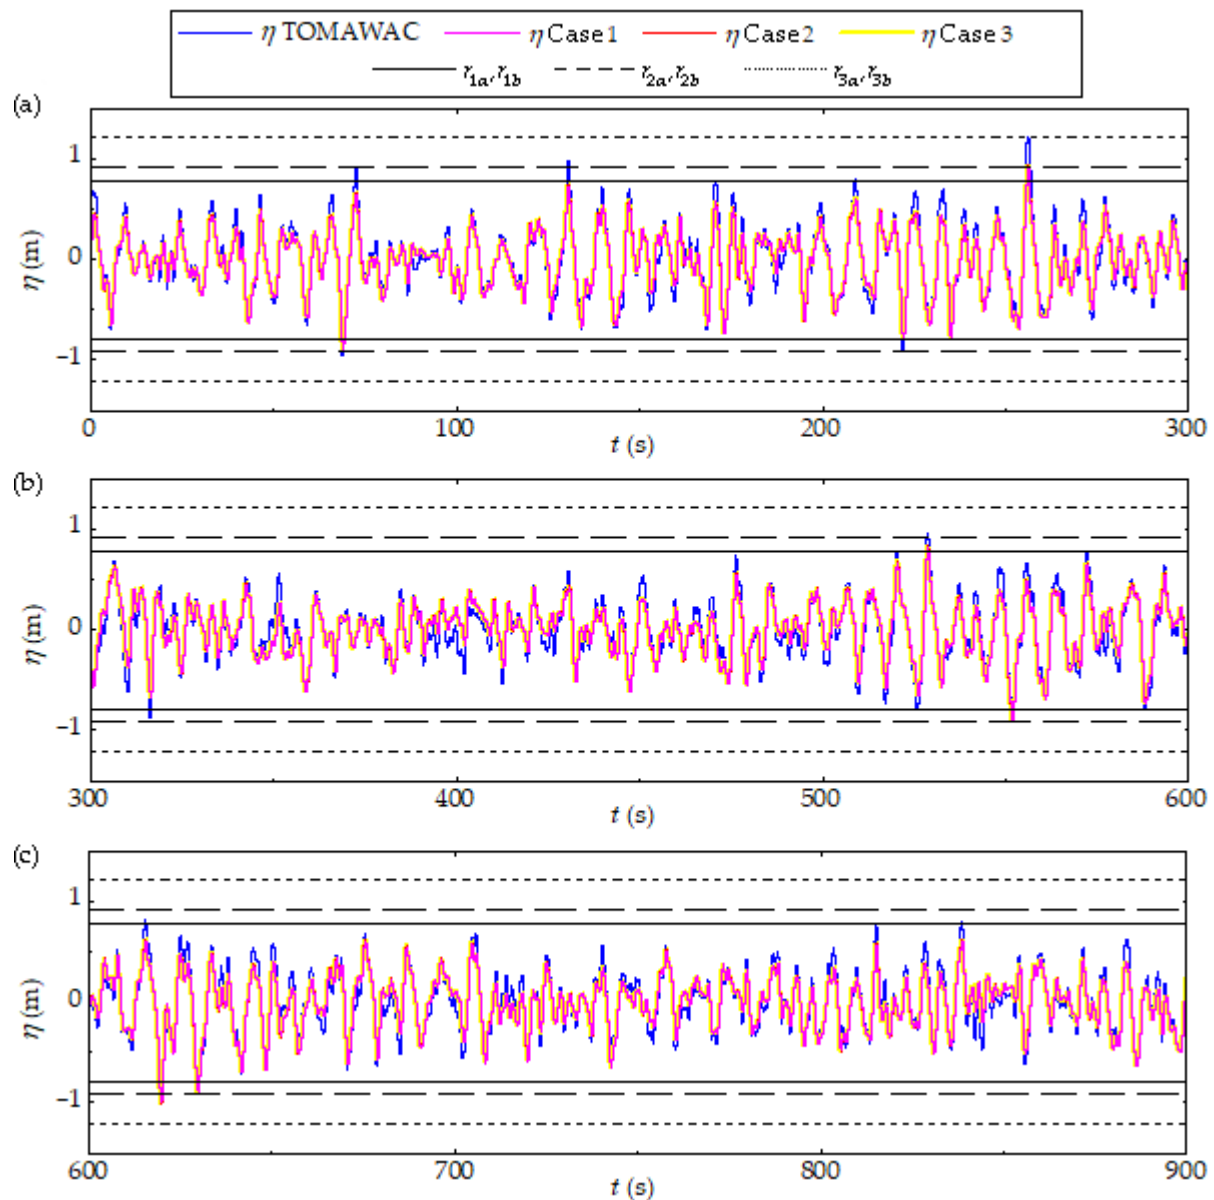 η TOMAWAC η Case 1 η Case 2 η Case 3
r1a, r1b r2a, r2b r3a, r3b
(a)
1
0
−1
η (m)
0 100 200 300
t (s)
(b)
1
0
−1
η (m)
300 400 500 600
t (s)
(c)
1
0
−1
η (m)
600 700 800 900
t (s)